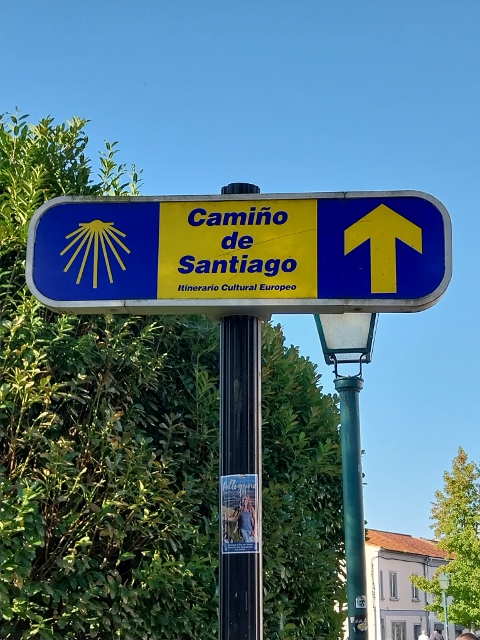 Camiño
de
Santiago
Itinerario Cultural Europeo